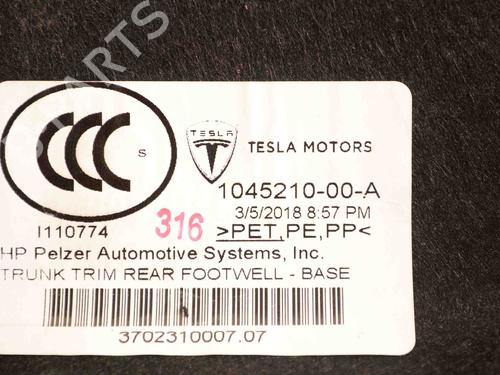 PARTS
CCC S
TESLA
TESLA MOTORS
1045210-00-A
3/5/2018 8:57 PM
I110774 316 >PET,PE,PP<
HP Pelzer Automotive Systems, Inc.
TRUNK TRIM REAR FOOTWELL - BASE
3702310007.07